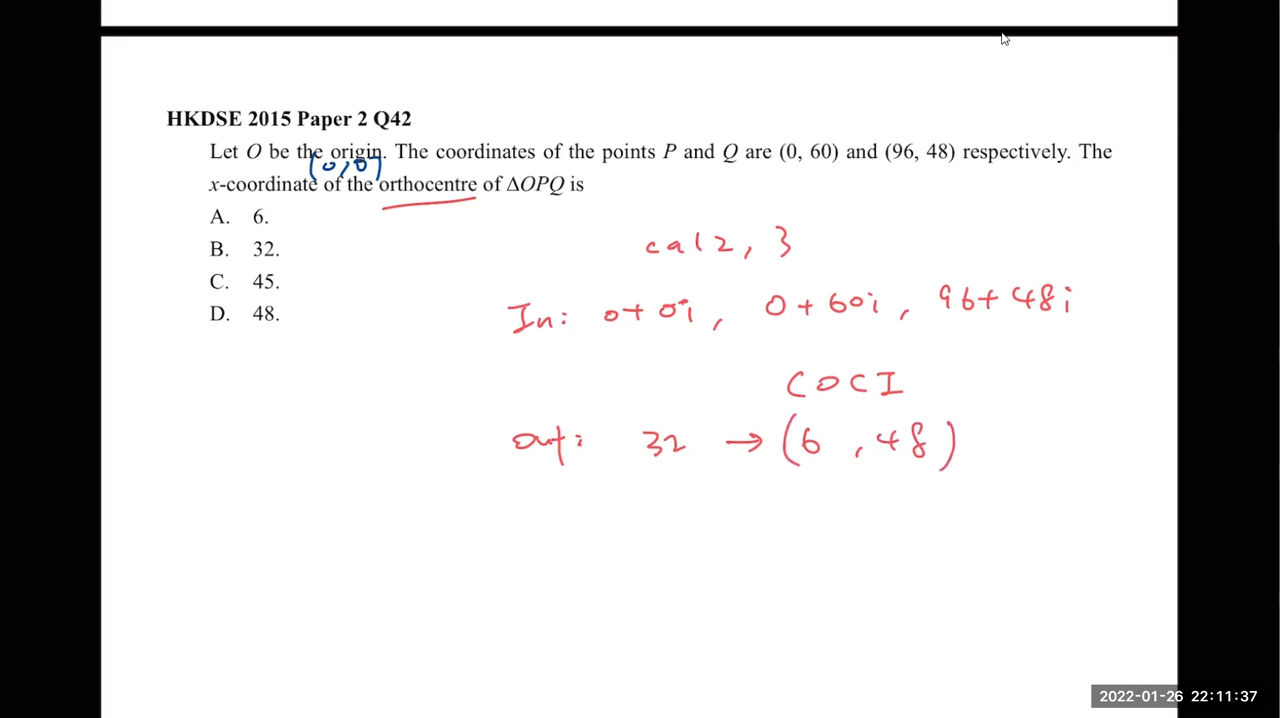 HKDSE 2015 Paper 2 Q42
Let O be the origin. The coordinates of the points P and Q are (0, 60) and (96, 48) respectively. The
(0,0)
x-coordinate of the orthocentre of ΔOPQ is
A. 6.
B. 32.
C. 45.
D. 48.
cal2, 3
In: 0+0i, 0+60i, 96+48i
COCI
Out: 32 → (6, 48)
2022-01-26 22:11:37